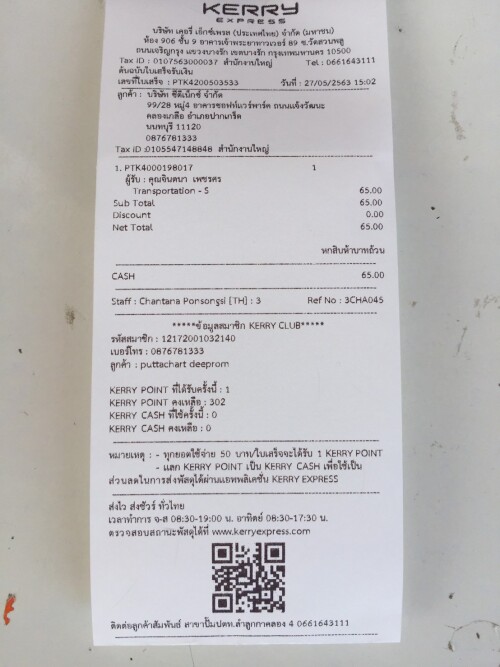 KERRY
EXPRESS
บริษัท เคอรี่ เอ็กซ์เพรส (ประเทศไทย) จำกัด (มหาชน)
ห้อง 906 ชั้น 9 อาคารเจ้าพระยาทาวเวอร์ 89 ซ.วัดสวนพลู
ถนนเจริญกรุง แขวงบางรัก เขตบางรัก กรุงเทพมหานคร 10500
Tax ID : 0107563000037 สำนักงานใหญ่ Tel : 0661643111
ต้นฉบับใบเสร็จรับเงิน
เลขที่ใบเสร็จ : PTK4200503533 วันที่ : 27/05/2563 15:02
ลูกค้า : บริษัท ซีดีเน็กซ์ จำกัด
99/28 หมู่4 อาคารซอฟท์แวร์พาร์ค ถนนแจ้งวัฒนะ
คลองเกลือ อำเภอปากเกร็ด
นนทบุรี 11120
0876781333
Tax ID :0105547148848 สำนักงานใหญ่
1. PTK4000198017 1
ผู้รับ : คุณจินตนา เพชรคร
Transportation - S 65.00
Sub Total 65.00
Discount 0.00
Net Total 65.00
หกสิบห้าบาทถ้วน
CASH 65.00
Staff : Chantana Ponsongsi [TH] : 3 Ref No : 3CHA045
*****ข้อมูลสมาชิก KERRY CLUB*****
รหัสสมาชิก : 12172001032140
เบอร์โทร : 0876781333
ลูกค้า : puttachart deeprom
KERRY POINT ที่ได้รับครั้งนี้ : 1
KERRY POINT คงเหลือ : 302
KERRY CASH ที่ใช้ครั้งนี้ : 0
KERRY CASH คงเหลือ : 0
หมายเหตุ : - ทุกยอดใช้จ่าย 50 บาท/ใบเสร็จจะได้รับ 1 KERRY POINT
- แลก KERRY POINT เป็น KERRY CASH เพื่อใช้เป็น
ส่วนลดในการส่งพัสดุได้ผ่านแอพพลิเคชั่น KERRY EXPRESS
ส่งไว ส่งชัวร์ ทั่วไทย
เวลาทำการ จ-ส 08:30-19:00 น. อาทิตย์ 08:30-17:30 น.
ตรวจสอบสถานะพัสดุได้ที่ www.kerryexpress.com
ติดต่อลูกค้าสัมพันธ์ สาขาปั๊มปตท.ลำลูกกาคลอง 4 0661643111